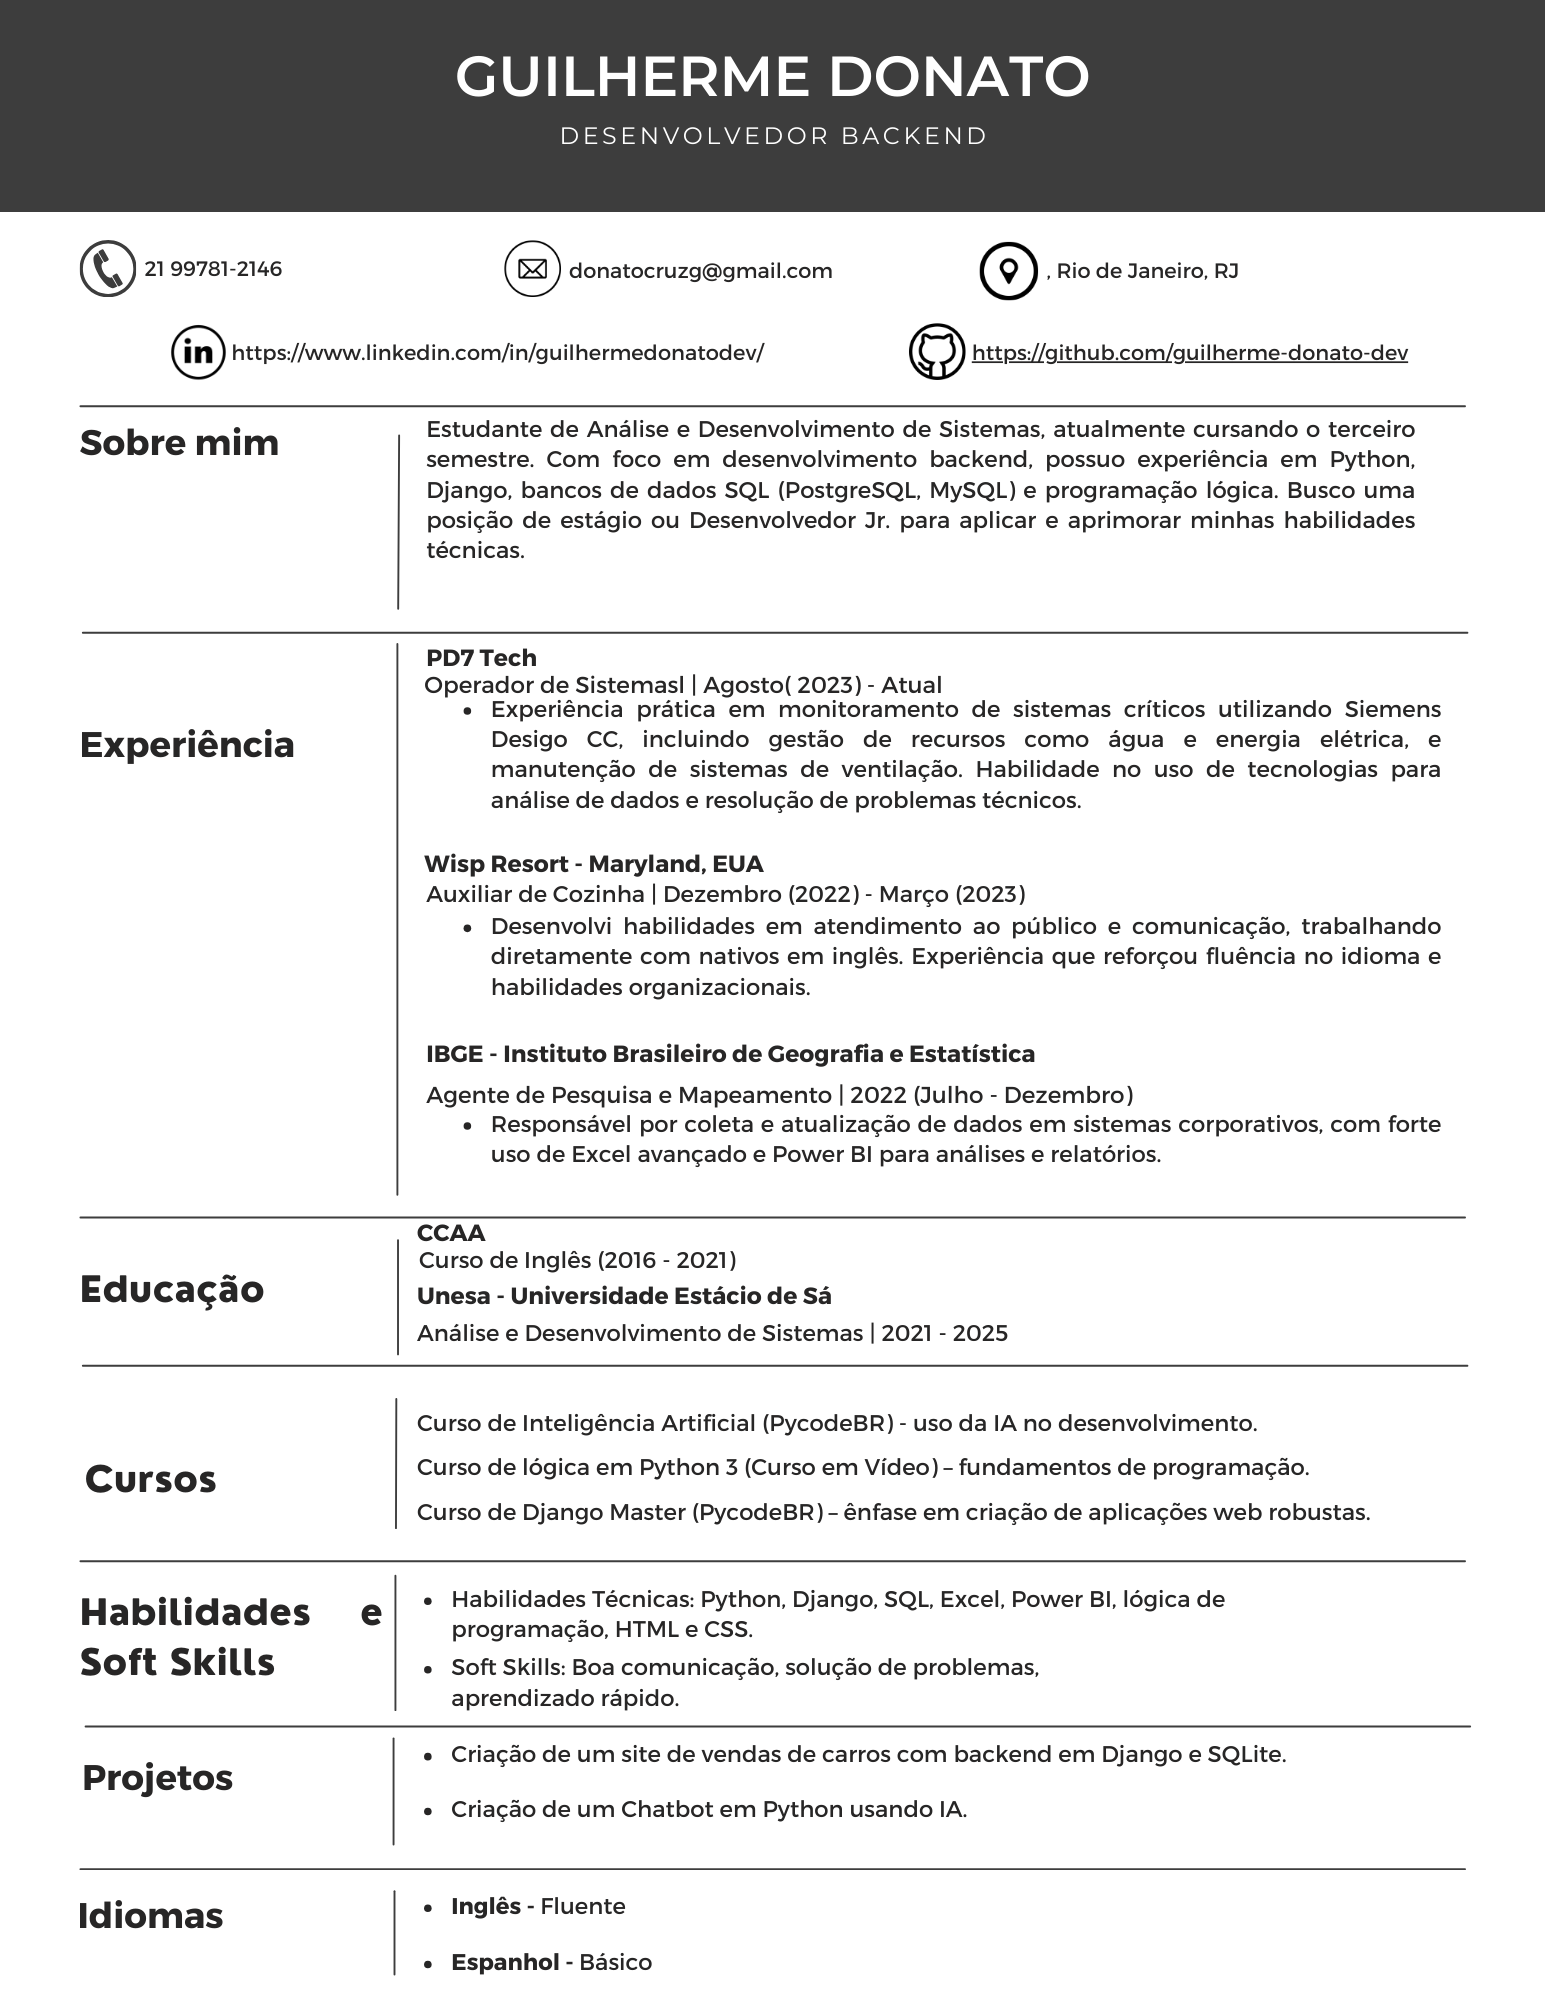 GUILHERME DONATO
DESENVOLVEDOR BACKEND
21 99781-2146
donatocruzg@gmail.com
, Rio de Janeiro, RJ
in
https://www.linkedin.com/in/guilhermedonatodev/
https://github.com/guilherme-donato-dev
Sobre mim
Estudante de Análise e Desenvolvimento de Sistemas, atualmente cursando o terceiro
semestre. Com foco em desenvolvimento backend, possuo experiência em Python,
Django, bancos de dados SQL (PostgreSQL, MySQL) e programação lógica. Busco uma
posição de estágio ou Desenvolvedor Jr. para aplicar e aprimorar minhas habilidades
técnicas.
Experiência
PD7 Tech
Operador de Sistemasl | Agosto( 2023) - Atual
• Experiência prática em monitoramento de sistemas críticos utilizando Siemens
Desigo CC, incluindo gestão de recursos como água e energia elétrica, e
manutenção de sistemas de ventilação. Habilidade no uso de tecnologias para
análise de dados e resolução de problemas técnicos.
Wisp Resort - Maryland, EUA
Auxiliar de Cozinha | Dezembro (2022) - Março (2023)
• Desenvolvi habilidades em atendimento ao público e comunicação, trabalhando
diretamente com nativos em inglês. Experiência que reforçou fluência no idioma e
habilidades organizacionais.
IBGE - Instituto Brasileiro de Geografia e Estatística
Agente de Pesquisa e Mapeamento | 2022 (Julho - Dezembro)
• Responsável por coleta e atualização de dados em sistemas corporativos, com forte
uso de Excel avançado e Power BI para análises e relatórios.
Educação
CCAA
Curso de Inglês (2016 - 2021)
Unesa - Universidade Estácio de Sá
Análise e Desenvolvimento de Sistemas | 2021 - 2025
Cursos
Curso de Inteligência Artificial (PycodeBR) - uso da IA no desenvolvimento.
Curso de lógica em Python 3 (Curso em Vídeo) – fundamentos de programação.
Curso de Django Master (PycodeBR) – ênfase em criação de aplicações web robustas.
Habilidades e
Soft Skills
• Habilidades Técnicas: Python, Django, SQL, Excel, Power BI, lógica de
programação, HTML e CSS.
• Soft Skills: Boa comunicação, solução de problemas,
aprendizado rápido.
Projetos
• Criação de um site de vendas de carros com backend em Django e SQLite.
• Criação de um Chatbot em Python usando IA.
Idiomas
• Inglês - Fluente
• Espanhol - Básico